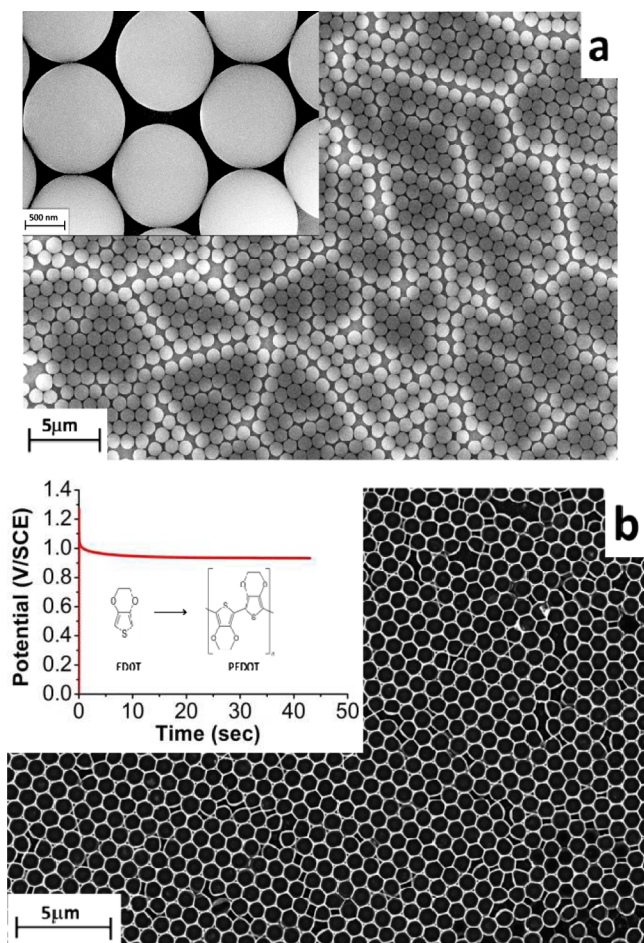 a
500 nm
5µm
b
1.4
1.2
1.0
0.8
0.6
0.4
0.2
0.0
Potential (V/SCE)
O
O
S
EDOT
S
n
O
O
O
S
n
PEDOT
0
10
20
30
40
50
Time (sec)
5µm